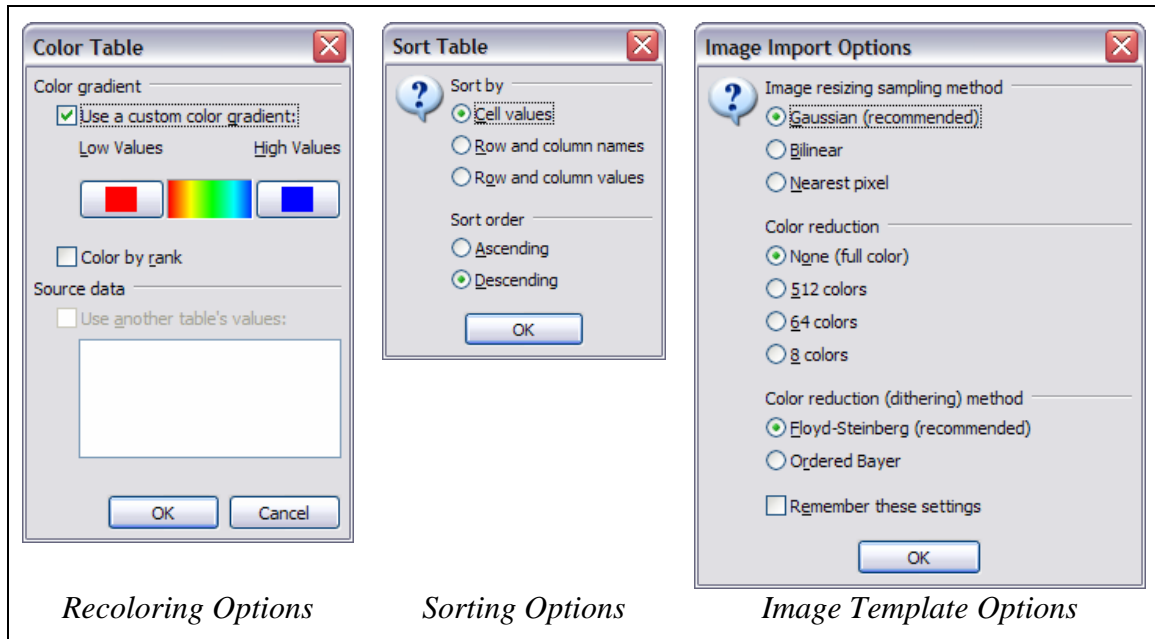 Color Table
Color gradient
Use a custom color gradient:
Low Values High Values
Color by rank
Source data
Use another table's values:
OK Cancel
Recoloring Options
Sort Table
Sort by
Cell values
Row and column names
Row and column values
Sort order
Ascending
Descending
OK
Sorting Options
Image Import Options
Image resizing sampling method
Gaussian (recommended)
Bilinear
Nearest pixel
Color reduction
None (full color)
512 colors
64 colors
8 colors
Color reduction (dithering) method
Floyd-Steinberg (recommended)
Ordered Bayer
Remember these settings
OK
Image Template Options